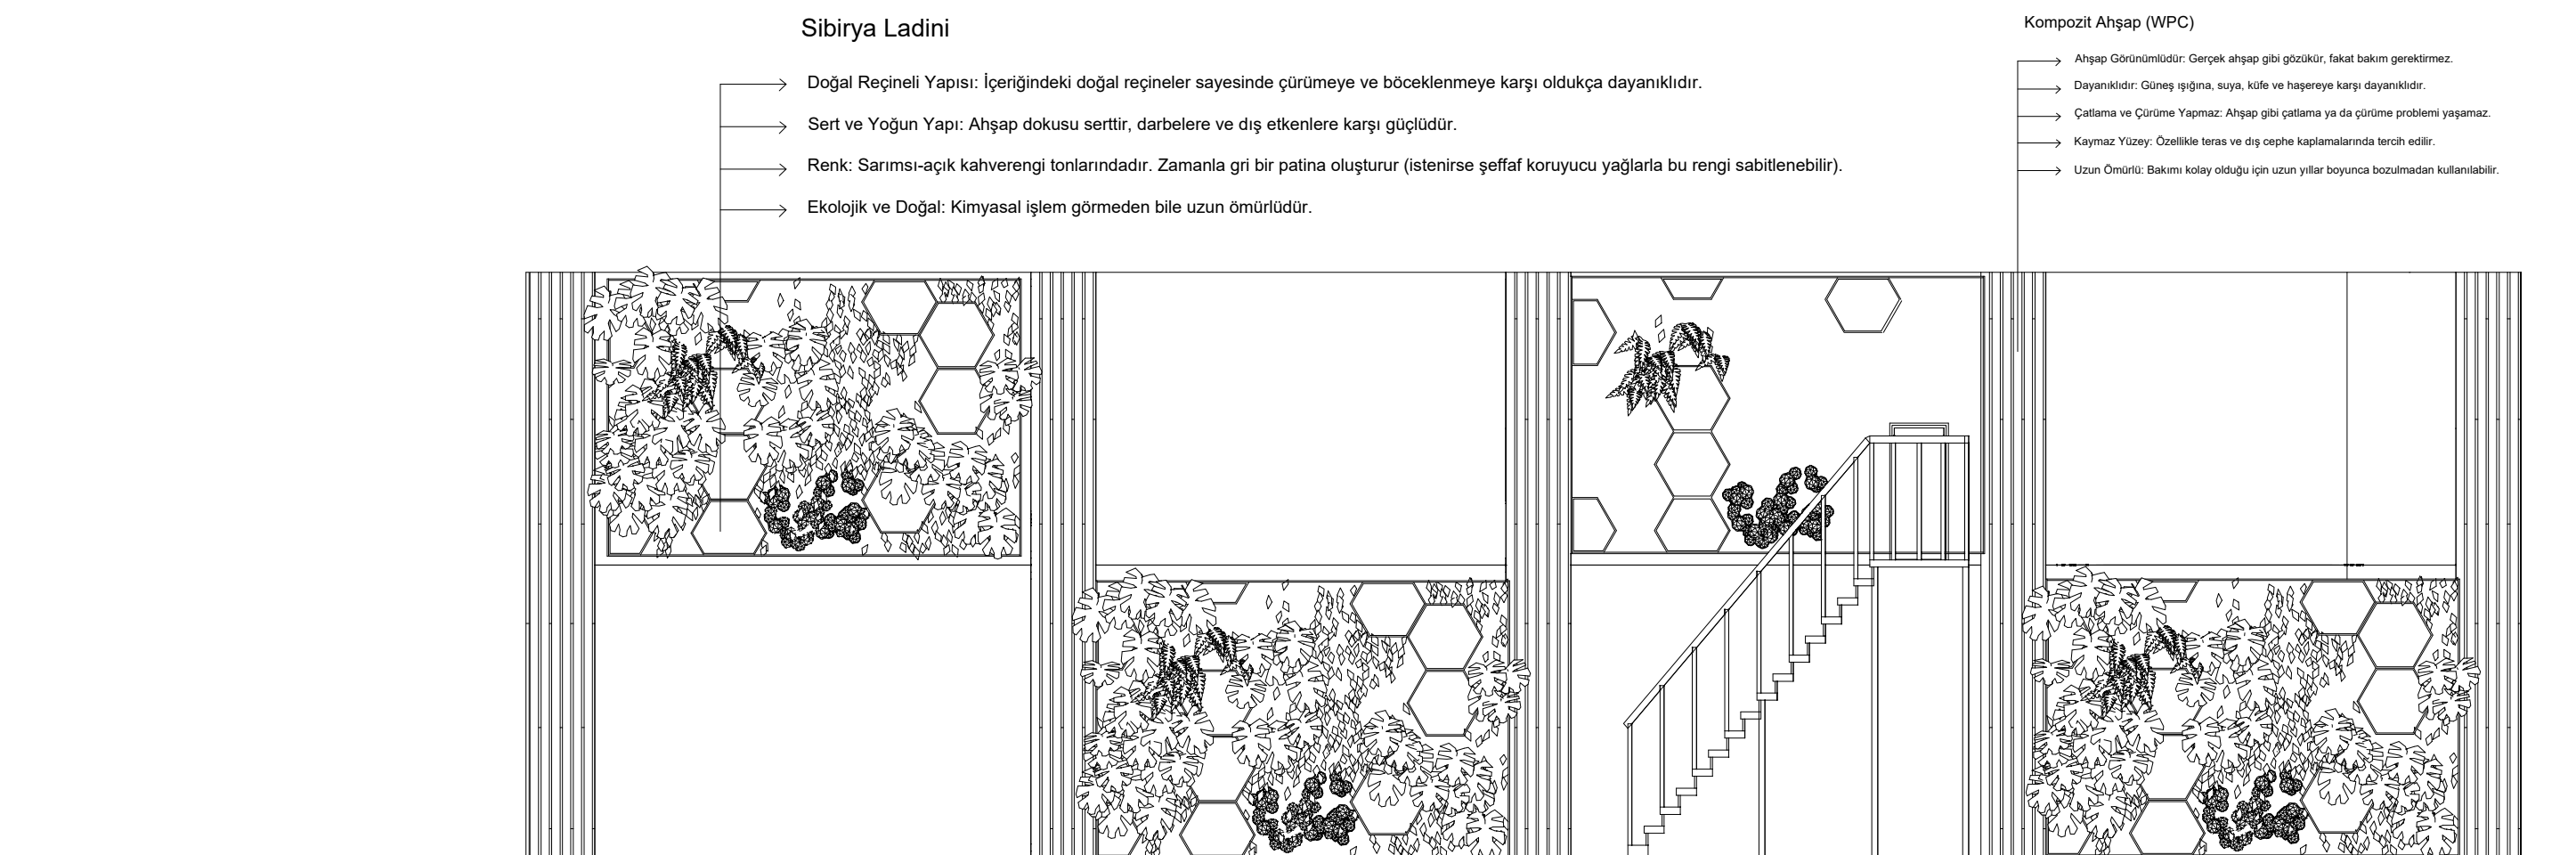 Sibirya Ladini
Doğal Reçineli Yapısı: İçeriğindeki doğal reçineler sayesinde çürümeye ve böceklenmeye karşı oldukça dayanıklıdır.
Sert ve Yoğun Yapı: Ahşap dokusu serttir, darbelere ve dış etkenlere karşı güçlüdür.
Renk: Sarımsı-açık kahverengi tonlarındadır. Zamanla gri bir patina oluşturur (istenirse şeffaf koruyucu yağlarla bu rengi sabitlenebilir).
Ekolojik ve Doğal: Kimyasal işlem görmeden bile uzun ömürlüdür.
Kompozit Ahşap (WPC)
Ahşap Görünümlüdür: Gerçek ahşap gibi gözükür, fakat bakım gerektirmez.
Dayanıklıdır: Güneş ışığına, suya, küfe ve haşereye karşı dayanıklıdır.
Çatlama ve Çürüme Yapmaz: Ahşap gibi çatlama ya da çürüme problemi yaşamaz.
Kaymaz Yüzey: Özellikle teras ve dış cephe kaplamalarında tercih edilir.
Uzun Ömürlü: Bakımı kolay olduğu için uzun yıllar boyunca bozulmadan kullanılabilir.